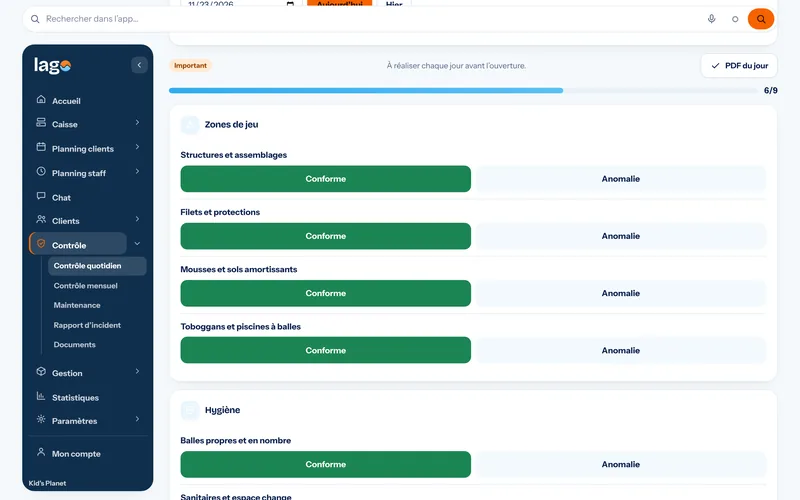 11/23/2026
Aujourd'hui
Hier
Rechercher dans l'app...
lago
Important
À réaliser chaque jour avant l'ouverture.
PDF du jour
6/9
Accueil
Caisse
Planning clients
Planning staff
Chat
Clients
Contrôle
Contrôle quotidien
Contrôle mensuel
Maintenance
Rapport d'incident
Documents
Gestion
Statistiques
Paramètres
Mon compte
Kid's Planet
Zones de jeu
Structures et assemblages
Conforme
Anomalie
Filets et protections
Conforme
Anomalie
Mousses et sols amortissants
Conforme
Anomalie
Toboggans et piscines à balles
Conforme
Anomalie
Hygiène
Balles propres et en nombre
Conforme
Anomalie
Sanitaires et espace change